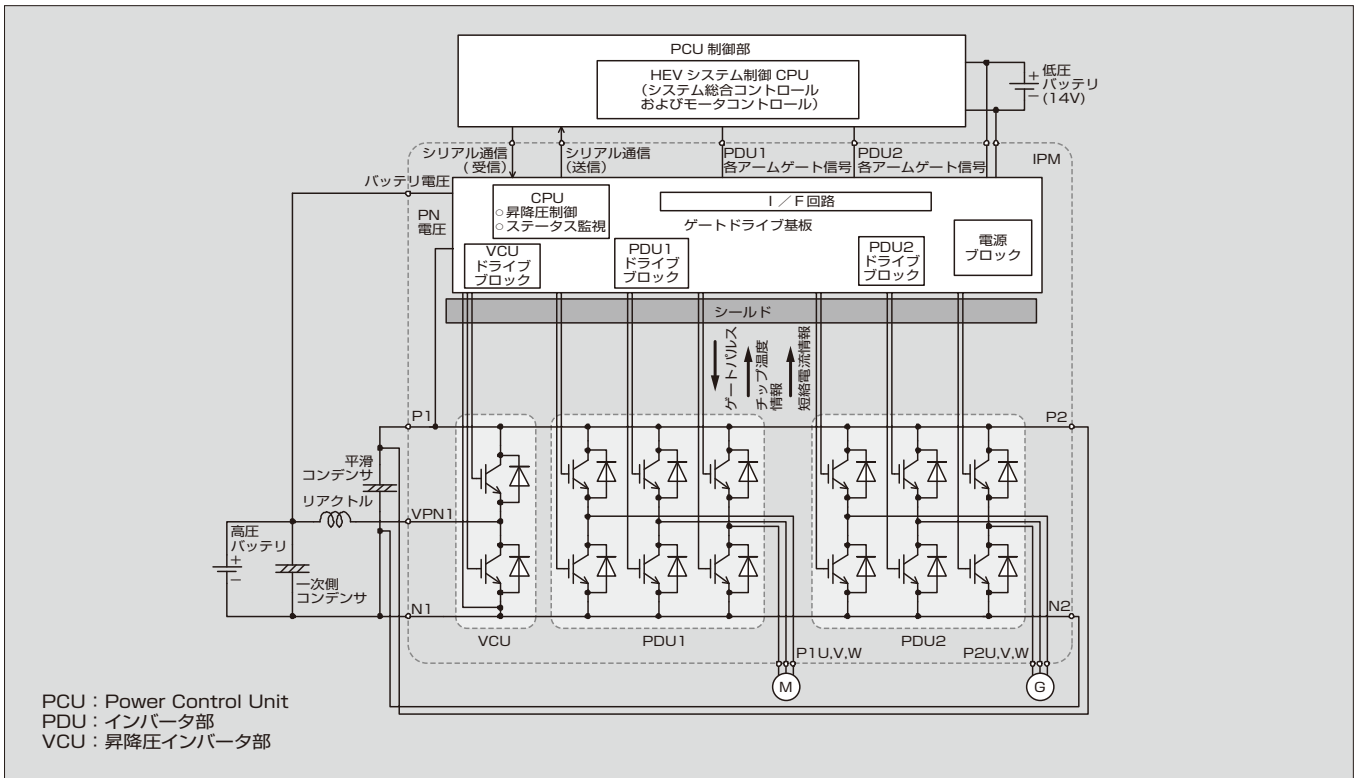 PCU 制御部
HEV システム制御 CPU
(システム総合コントロール
およびモータコントロール)
+
−
低圧
バッテリ
(14V)
シリアル通信
(受信)
シリアル通信
(送信)
PDU1
各アームゲート信号
PDU2
各アームゲート信号
IPM
バッテリ電圧
PN
電圧
CPU
○昇降圧制御
○ステータス監視
I/F回路
ゲートドライブ基板
VCU
ドライブ
ブロック
PDU1
ドライブ
ブロック
PDU2
ドライブ
ブロック
電源
ブロック
シールド
ゲートパルス
チップ温度
情報
短絡電流情報
P1
P2
平滑
コンデンサ
リアクトル
VPN1
高圧
バッテリ
+
−
一次側
コンデンサ
N1
N2
VCU
PDU1
PDU2
P1U,V,W
P2U,V,W
M
G
PCU:Power Control Unit
PDU:インバータ部
VCU:昇降圧インバータ部